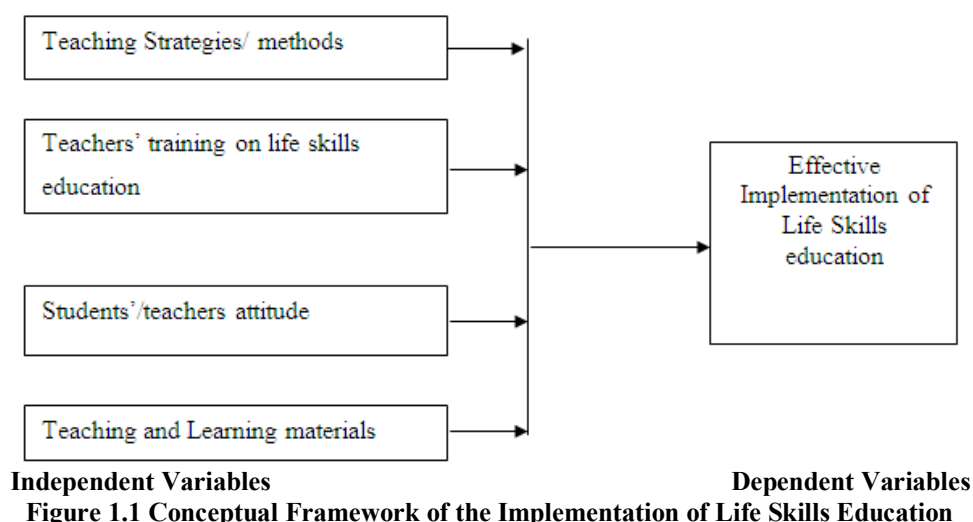 Teaching Strategies/ methods
Teachers' training on life skills
education
Effective
Implementation of
Life Skills
education
Students'/teachers attitude
Teaching and Learning materials
Independent Variables
Dependent Variables
Figure 1.1 Conceptual Framework of the Implementation of Life Skills Education